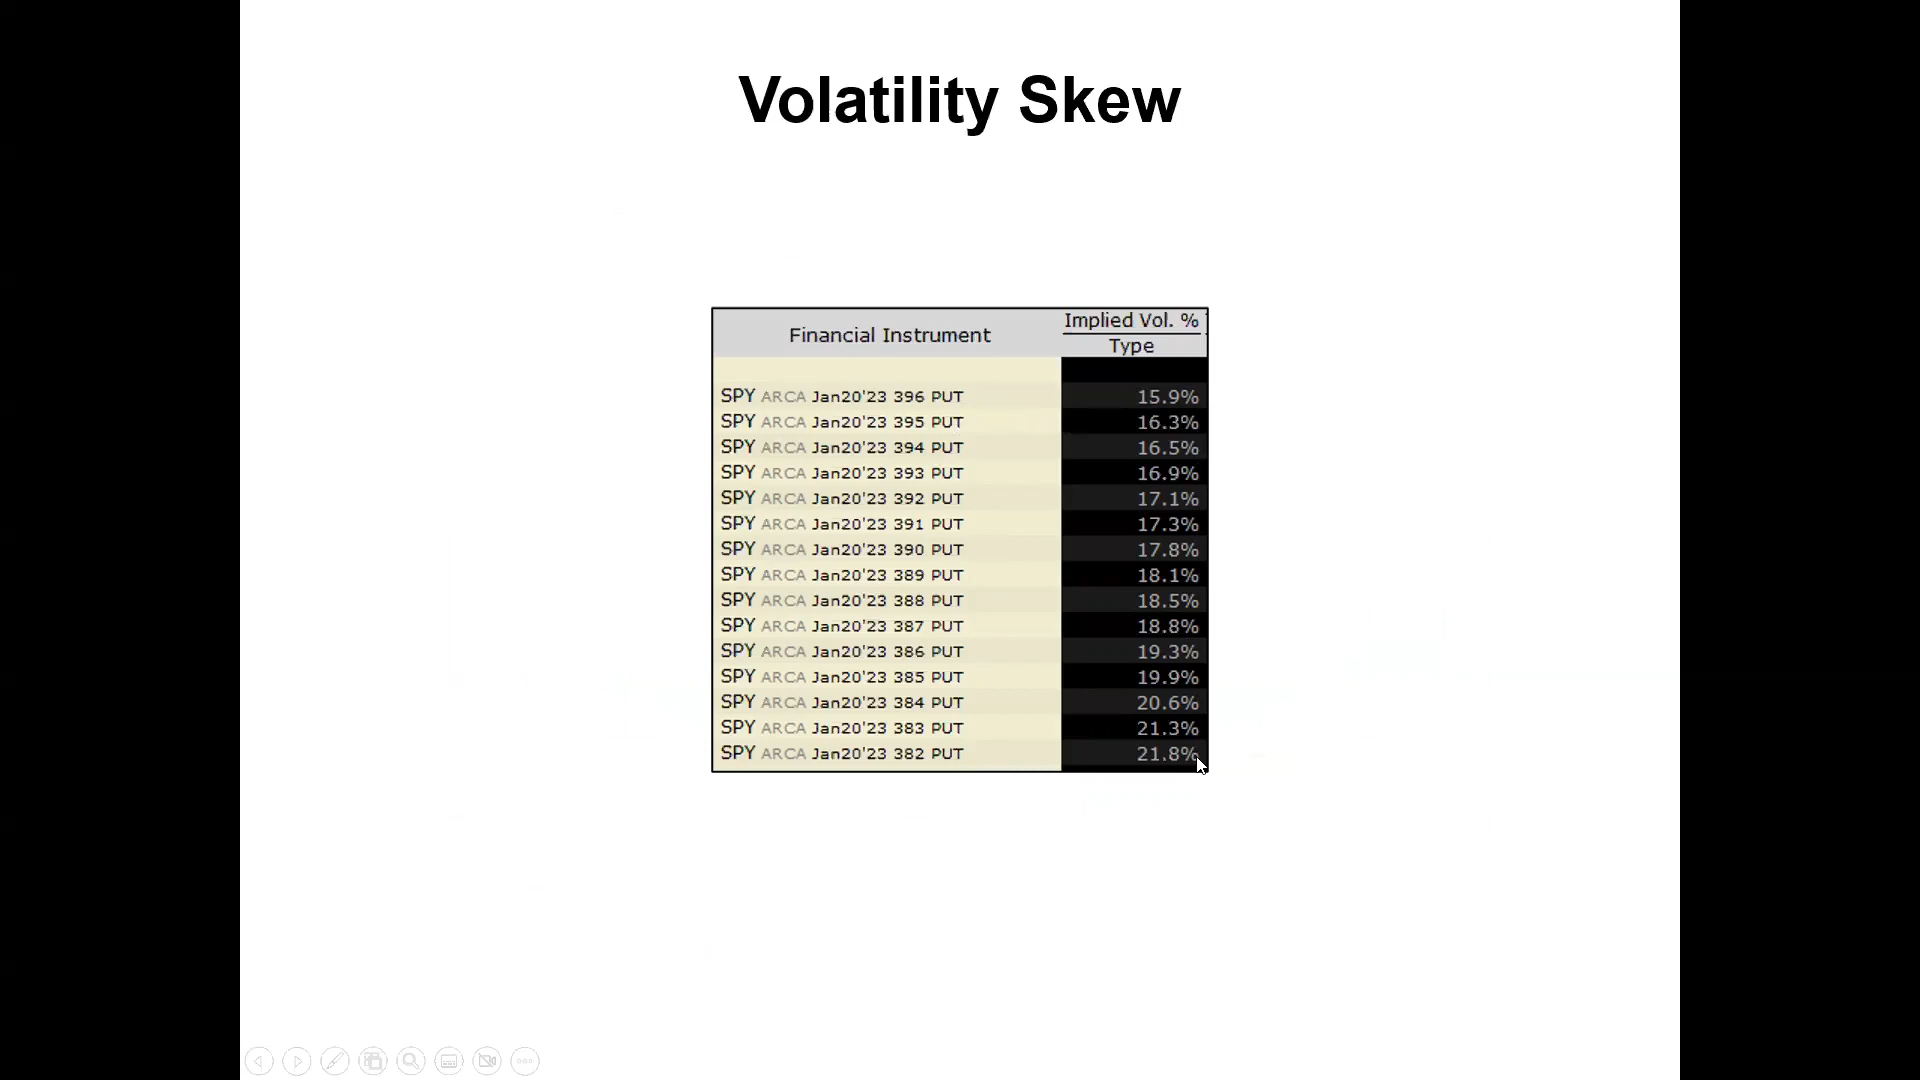 Volatility Skew
Financial Instrument
Implied Vol. %
Type
SPY ARCA Jan20'23 396 PUT 15.9%
SPY ARCA Jan20'23 395 PUT 16.3%
SPY ARCA Jan20'23 394 PUT 16.5%
SPY ARCA Jan20'23 393 PUT 16.9%
SPY ARCA Jan20'23 392 PUT 17.1%
SPY ARCA Jan20'23 391 PUT 17.3%
SPY ARCA Jan20'23 390 PUT 17.8%
SPY ARCA Jan20'23 389 PUT 18.1%
SPY ARCA Jan20'23 388 PUT 18.5%
SPY ARCA Jan20'23 387 PUT 18.8%
SPY ARCA Jan20'23 386 PUT 19.3%
SPY ARCA Jan20'23 385 PUT 19.9%
SPY ARCA Jan20'23 384 PUT 20.6%
SPY ARCA Jan20'23 383 PUT 21.3%
SPY ARCA Jan20'23 382 PUT 21.8%